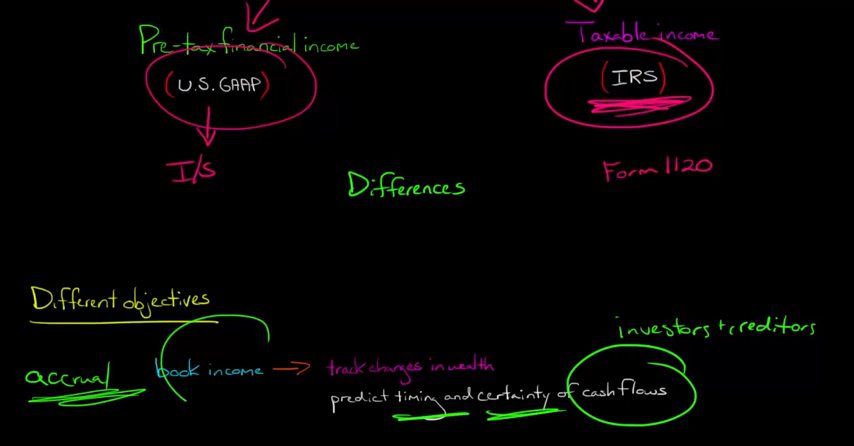 Pre-tax financial income
Taxable income
(U.S. GAAP)
(IRS)
I/S
Form 1120
Differences
Different objectives
investors + creditors
accrual
book income → track changes in wealth
predict timing and certainty of cash flows